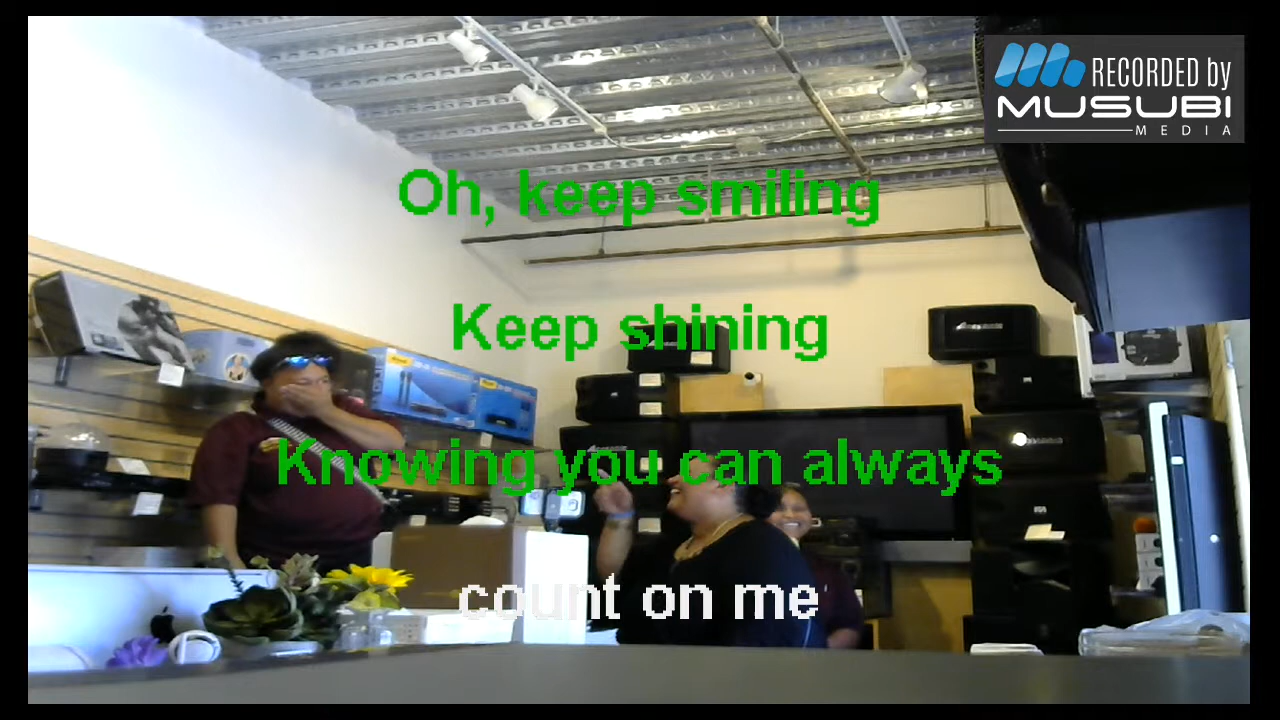 RECORDED by
MUSUBI
MEDIA
Oh, keep smiling
Keep shining
Knowing you can always
count on me